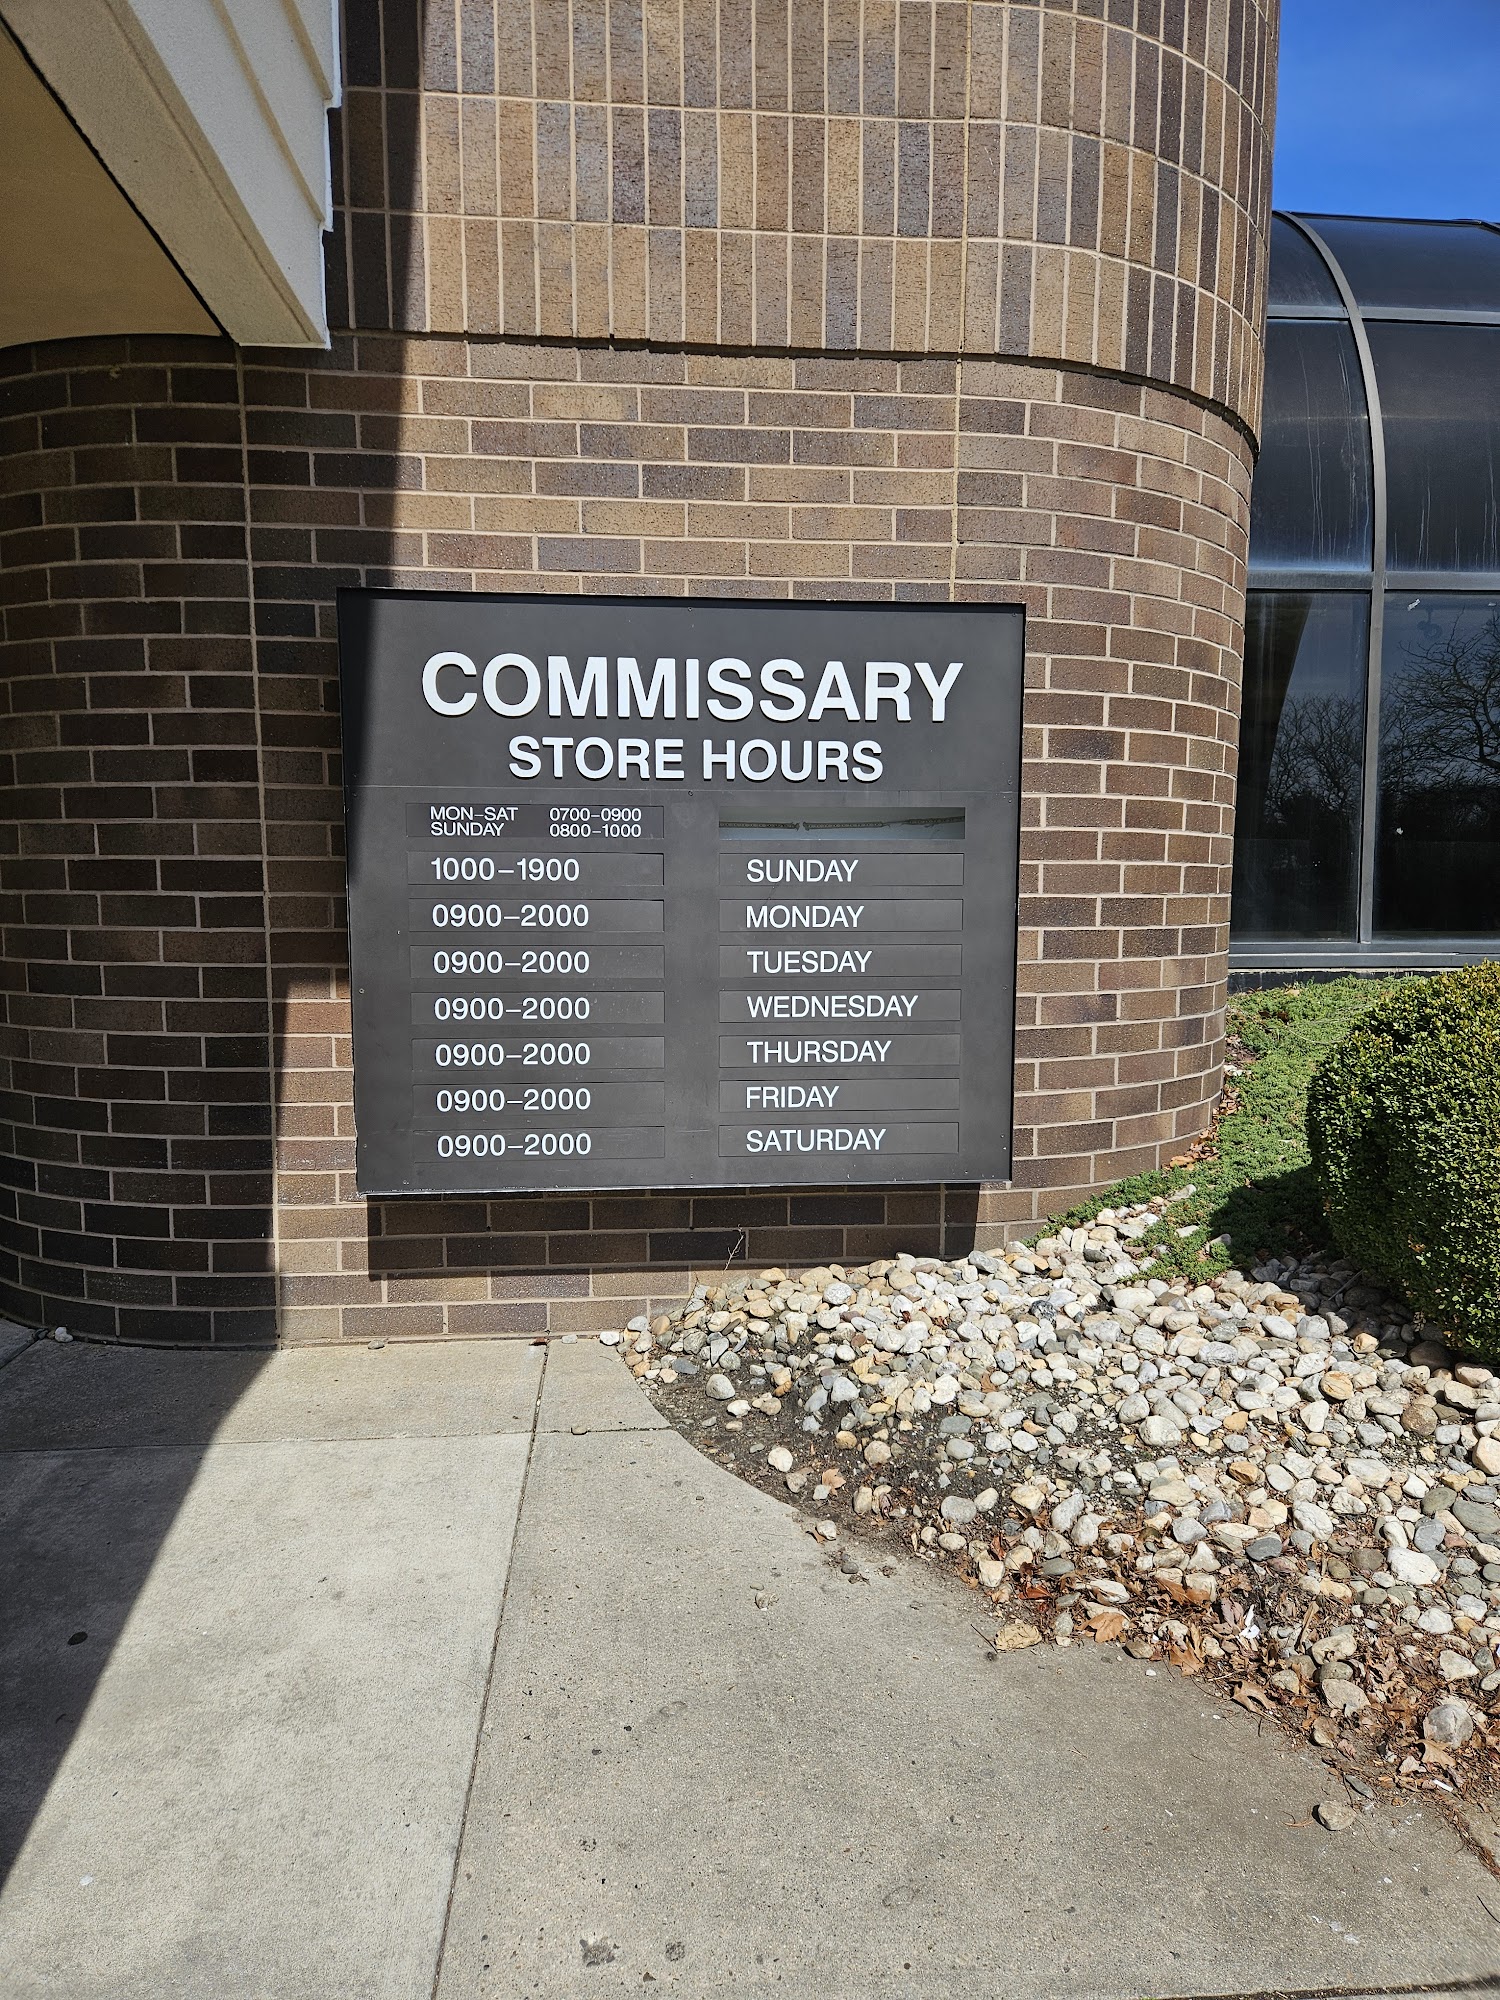 COMMISSARY
STORE HOURS
MON-SAT 0700-0900
SUNDAY 0800-1000
1000-1900 SUNDAY
0900-2000 MONDAY
0900-2000 TUESDAY
0900-2000 WEDNESDAY
0900-2000 THURSDAY
0900-2000 FRIDAY
0900-2000 SATURDAY